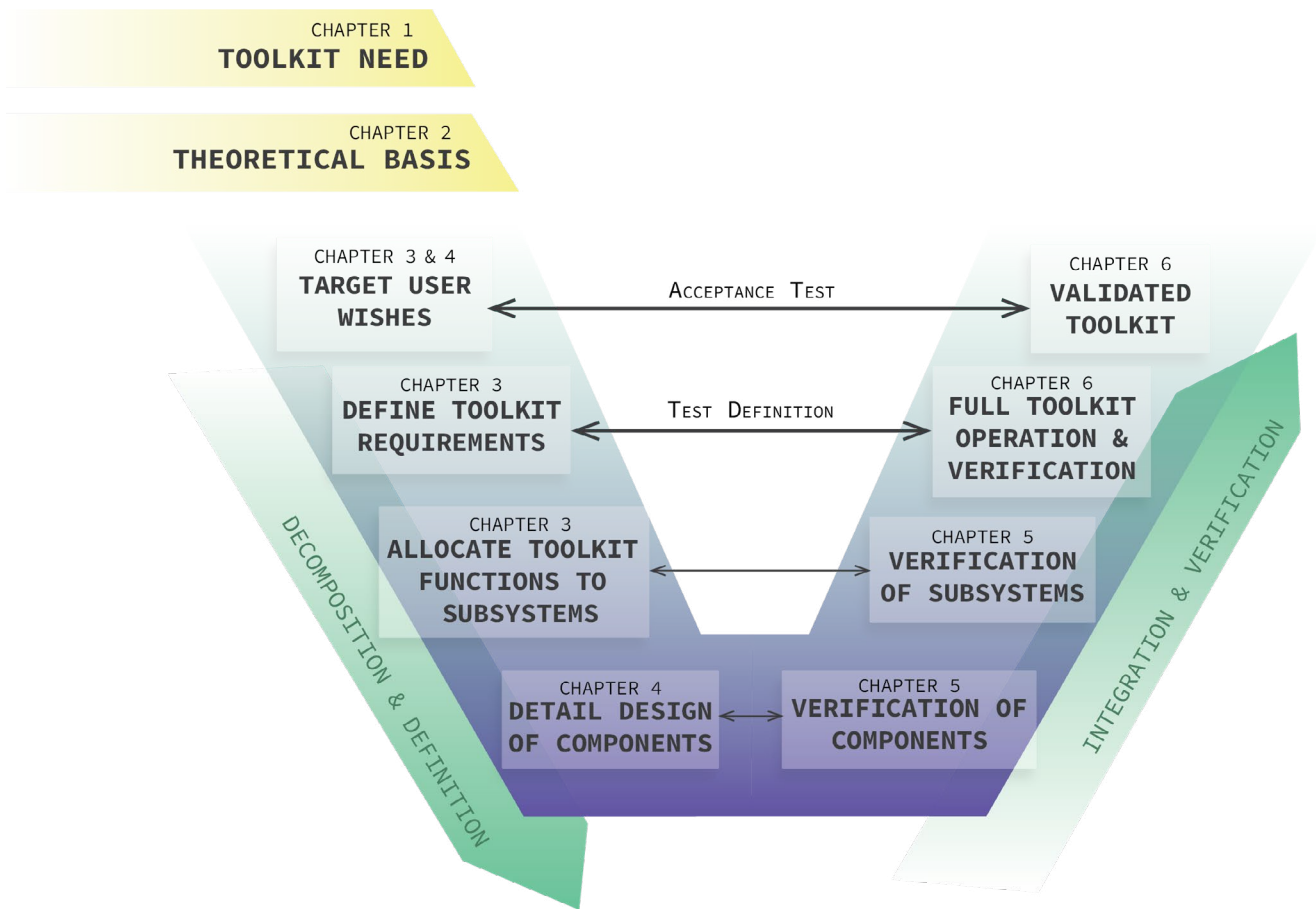 CHAPTER 1
TOOLKIT NEED
CHAPTER 2
THEORETICAL BASIS
CHAPTER 3 & 4
TARGET USER
WISHES
ACCEPTANCE TEST
CHAPTER 6
VALIDATED
TOOLKIT
CHAPTER 3
DEFINE TOOLKIT
REQUIREMENTS
TEST DEFINITION
CHAPTER 6
FULL TOOLKIT
OPERATION &
VERIFICATION
CHAPTER 3
ALLOCATE TOOLKIT
FUNCTIONS TO
SUBSYSTEMS
CHAPTER 5
VERIFICATION
OF SUBSYSTEMS
CHAPTER 4
DETAIL DESIGN
OF COMPONENTS
CHAPTER 5
VERIFICATION OF
COMPONENTS
DECOMPOSITION & DEFINITION
INTEGRATION & VERIFICATION